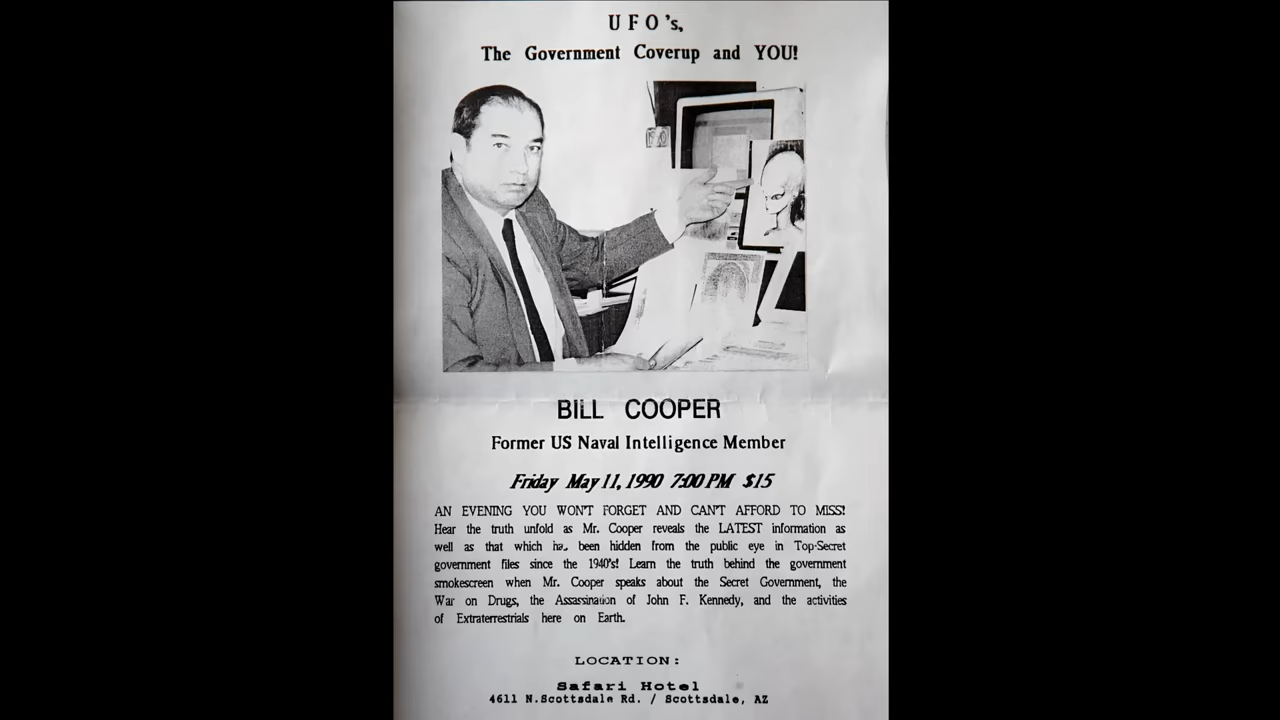 UFO's,
The Government Coverup and YOU!
BILL COOPER
Former US Naval Intelligence Member
Friday May 11, 1990 7:00 PM $15
AN EVENING YOU WON'T FORGET AND CAN'T AFFORD TO MISS!
Hear the truth unfold as Mr. Cooper reveals the LATEST information as
well as that which has been hidden from the public eye in Top-Secret
government files since the 1940's! Learn the truth behind the government
smokescreen when Mr. Cooper speaks about the Secret Government, the
War on Drugs, the Assassination of John F. Kennedy, and the activities
of Extraterrestrials here on Earth.
LOCATION:
Safari Hotel
4611 N.Scottsdale Rd. / Scottsdale, AZ